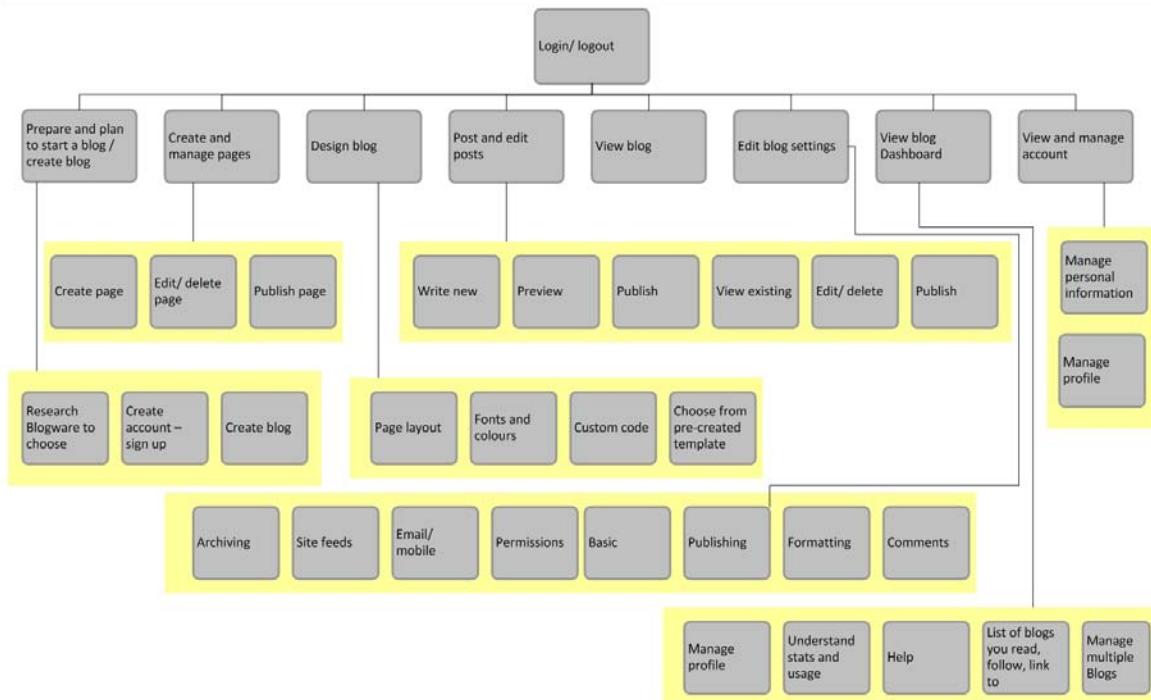 Login/ logout
Prepare and plan
to start a blog /
create blog
Create and
manage pages
Design blog
Post and edit
posts
View blog
Edit blog settings
View blog
Dashboard
View and manage
account
Create page
Edit/ delete
page
Publish page
Write new
Preview
Publish
View existing
Edit/ delete
Publish
Manage
personal
information
Manage
profile
Research
Blogware to
choose
Create
account –
sign up
Create blog
Page layout
Fonts and
colours
Custom code
Choose from
pre-created
template
Archiving
Site feeds
Email/
mobile
Permissions
Basic
Publishing
Formatting
Comments
Manage
profile
Understand
stats and
usage
Help
List of blogs
you read,
follow, link
to
Manage
multiple
Blogs